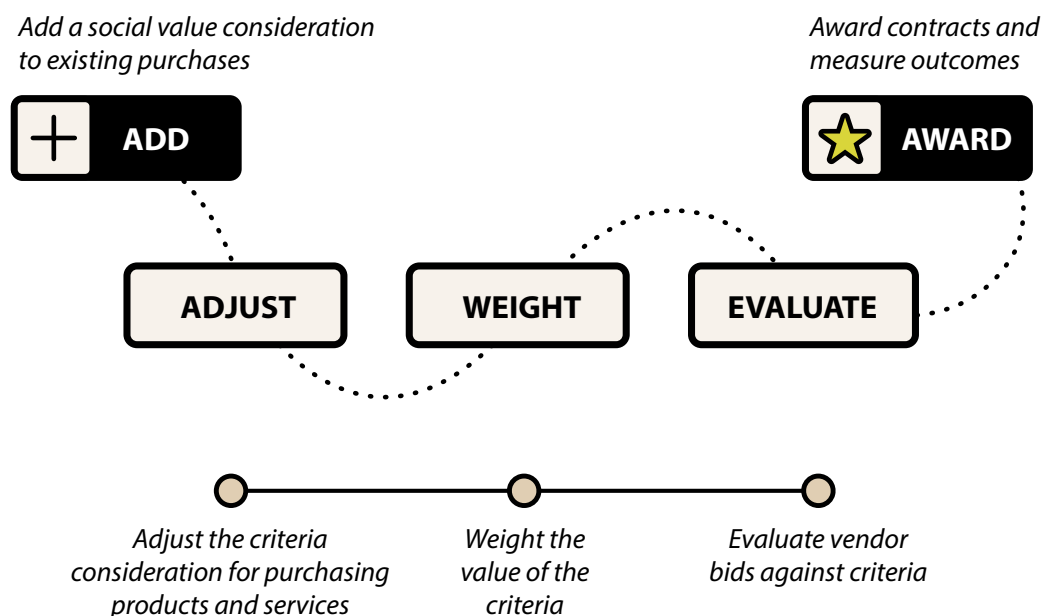 Add a social value consideration
to existing purchases
ADD
Award contracts and
measure outcomes
AWARD
ADJUST
WEIGHT
EVALUATE
Adjust the criteria
consideration for purchasing
products and services
Weight the
value of the
criteria
Evaluate vendor
bids against criteria